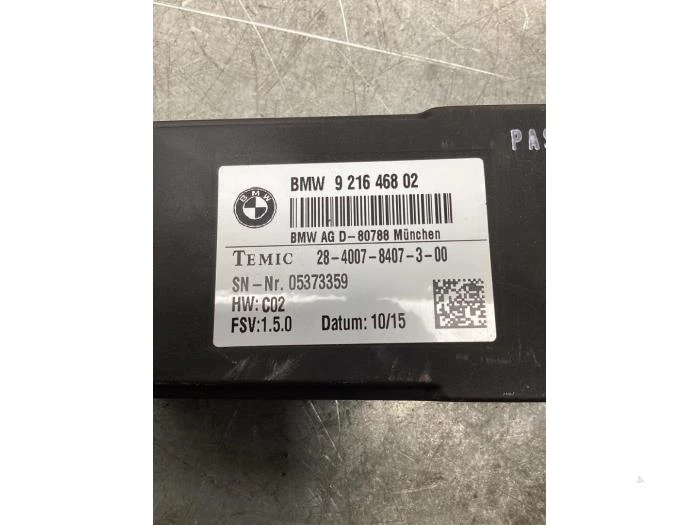 PAS
BMW 9 216 468 02
BMW
BMW AG D-80788 München
TEMIC 28-4007-8407-3-00
SN-Nr. 05373359
HW: C02
FSV:1.5.0 Datum: 10/15